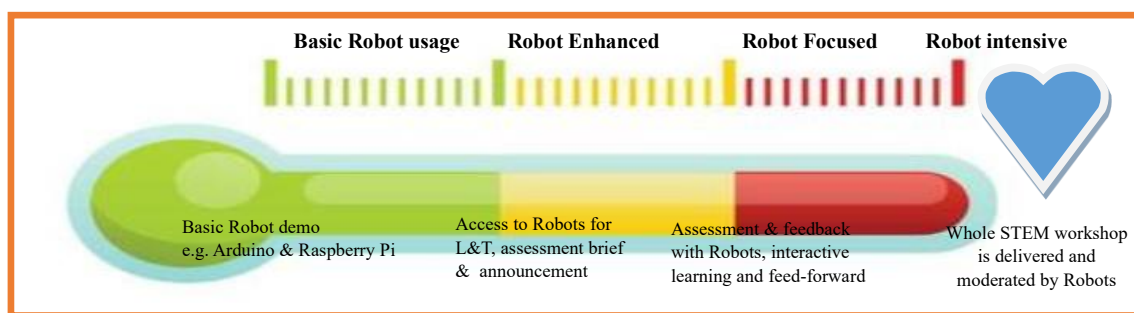 Basic Robot usage
Robot Enhanced
Robot Focused
Robot intensive
Basic Robot demo
e.g. Arduino & Raspberry Pi
Access to Robots for
L&T, assessment brief
& announcement
Assessment & feedback
with Robots, interactive
learning and feed-forward
Whole STEM workshop
is delivered and
moderated by Robots